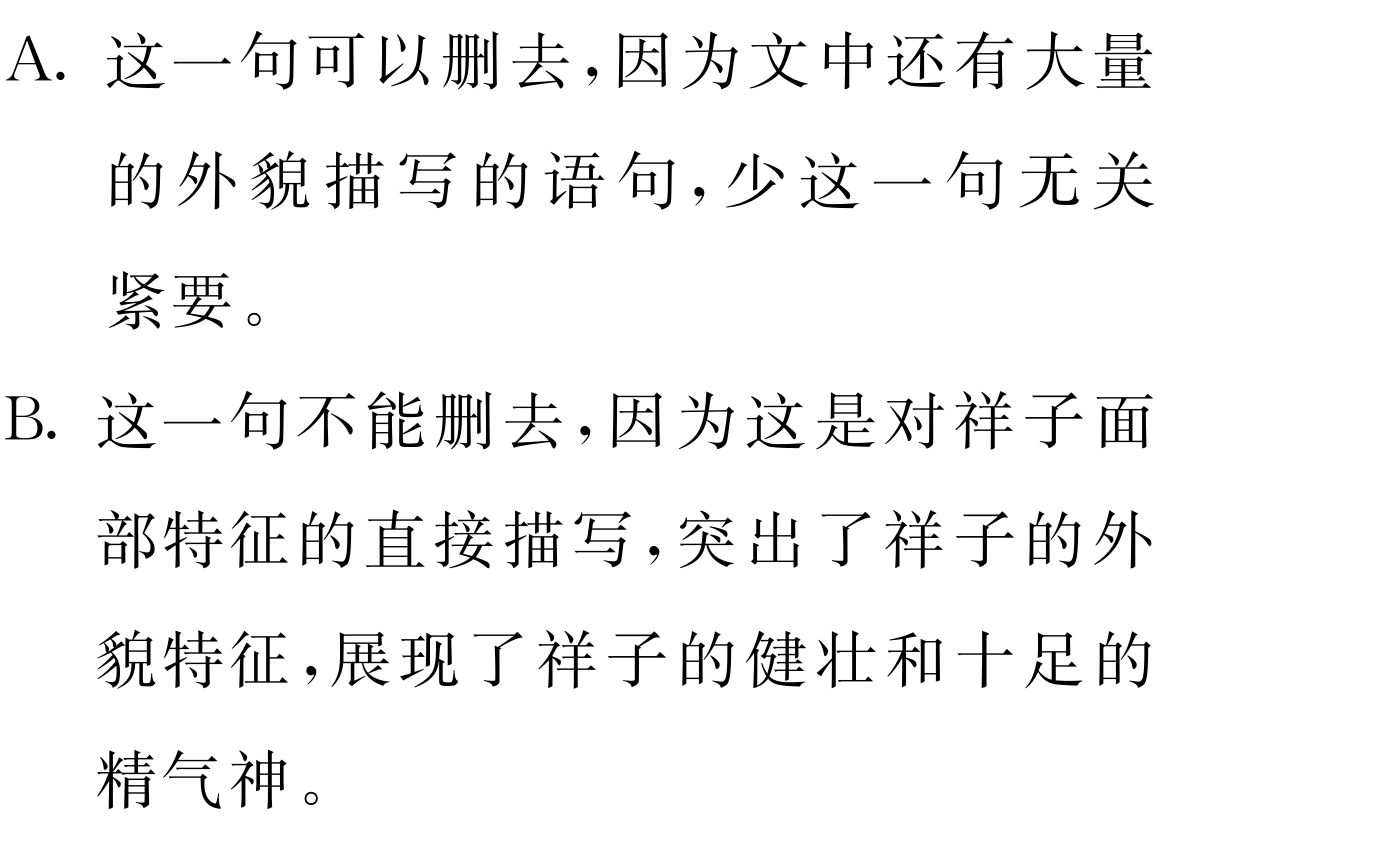 A. 这一句可以删去,因为文中还有大量
的外貌描写的语句,少这一句无关
紧要。
B. 这一句不能删去,因为这是对祥子面
部特征的直接描写,突出了祥子的外
貌特征,展现了祥子的健壮和十足的
精气神。